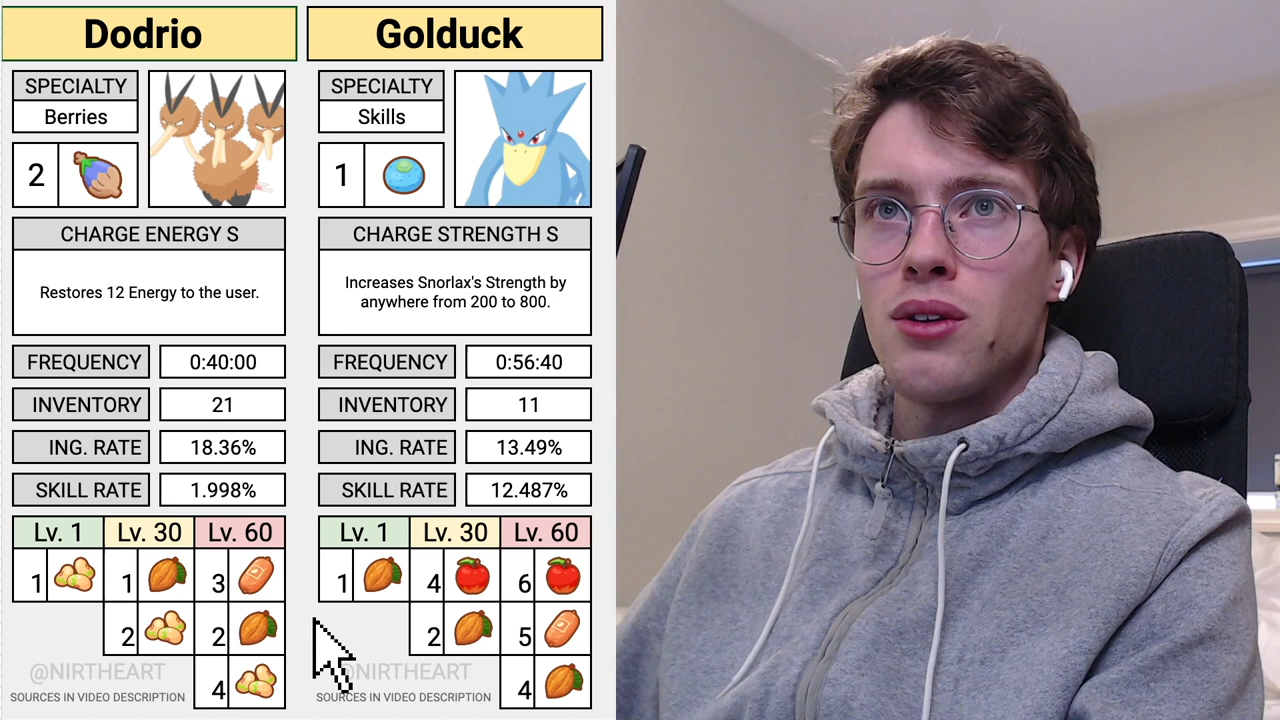 Dodrio
SPECIALTY
Berries
2
CHARGE ENERGY S
Restores 12 Energy to the user.
FREQUENCY 0:40:00
INVENTORY 21
ING. RATE 18.36%
SKILL RATE 1.998%
Lv. 1 Lv. 30 Lv. 60
1 1 3
2 2
4
@NIRTHEART
SOURCES IN VIDEO DESCRIPTION
Golduck
SPECIALTY
Skills
1
CHARGE STRENGTH S
Increases Snorlax's Strength by
anywhere from 200 to 800.
FREQUENCY 0:56:40
INVENTORY 11
ING. RATE 13.49%
SKILL RATE 12.487%
Lv. 1 Lv. 30 Lv. 60
1 4 6
2 5
4
@NIRTHEART
SOURCES IN VIDEO DESCRIPTION